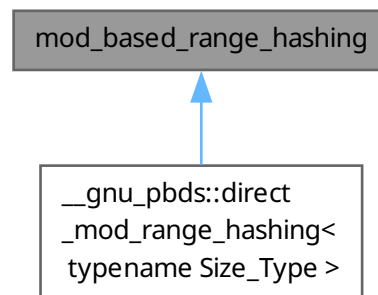 mod_based_range_hashing
__gnu_pbds::direct
_mod_range_hashing<
typename Size_Type >